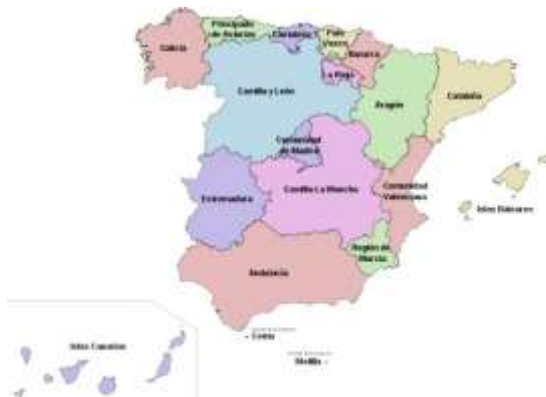 Principado
de Asturias
Cantabria
País
Vasco
Galicia
Navarra
La Rioja
Castilla y León
Aragón
Cataluña
Comunidad
de Madrid
Extremadura
Castilla La Mancha
Comunidad
Valenciana
Islas Baleares
Región de
Murcia
Andalucía
Ceuta
Melilla
Islas Canarias